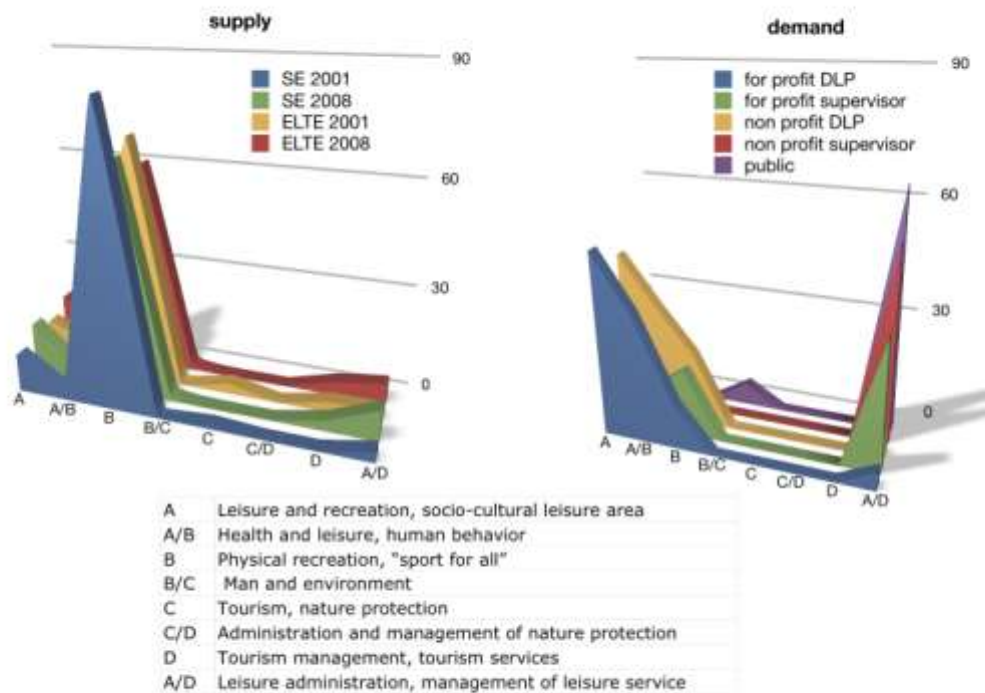 supply
90
SE 2001
SE 2008
ELTE 2001
ELTE 2008
60
30
0
A
A/B
B
B/C
C
C/D
D
A/D
demand
90
for profit DLP
for profit supervisor
non profit DLP
non profit supervisor
public
60
30
0
A
A/B
B
B/C
C
C/D
D
A/D
A Leisure and recreation, socio-cultural leisure area
A/B Health and leisure, human behavior
B Physical recreation, “sport for all”
B/C Man and environment
C Tourism, nature protection
C/D Administration and management of nature protection
D Tourism management, tourism services
A/D Leisure administration, management of leisure service